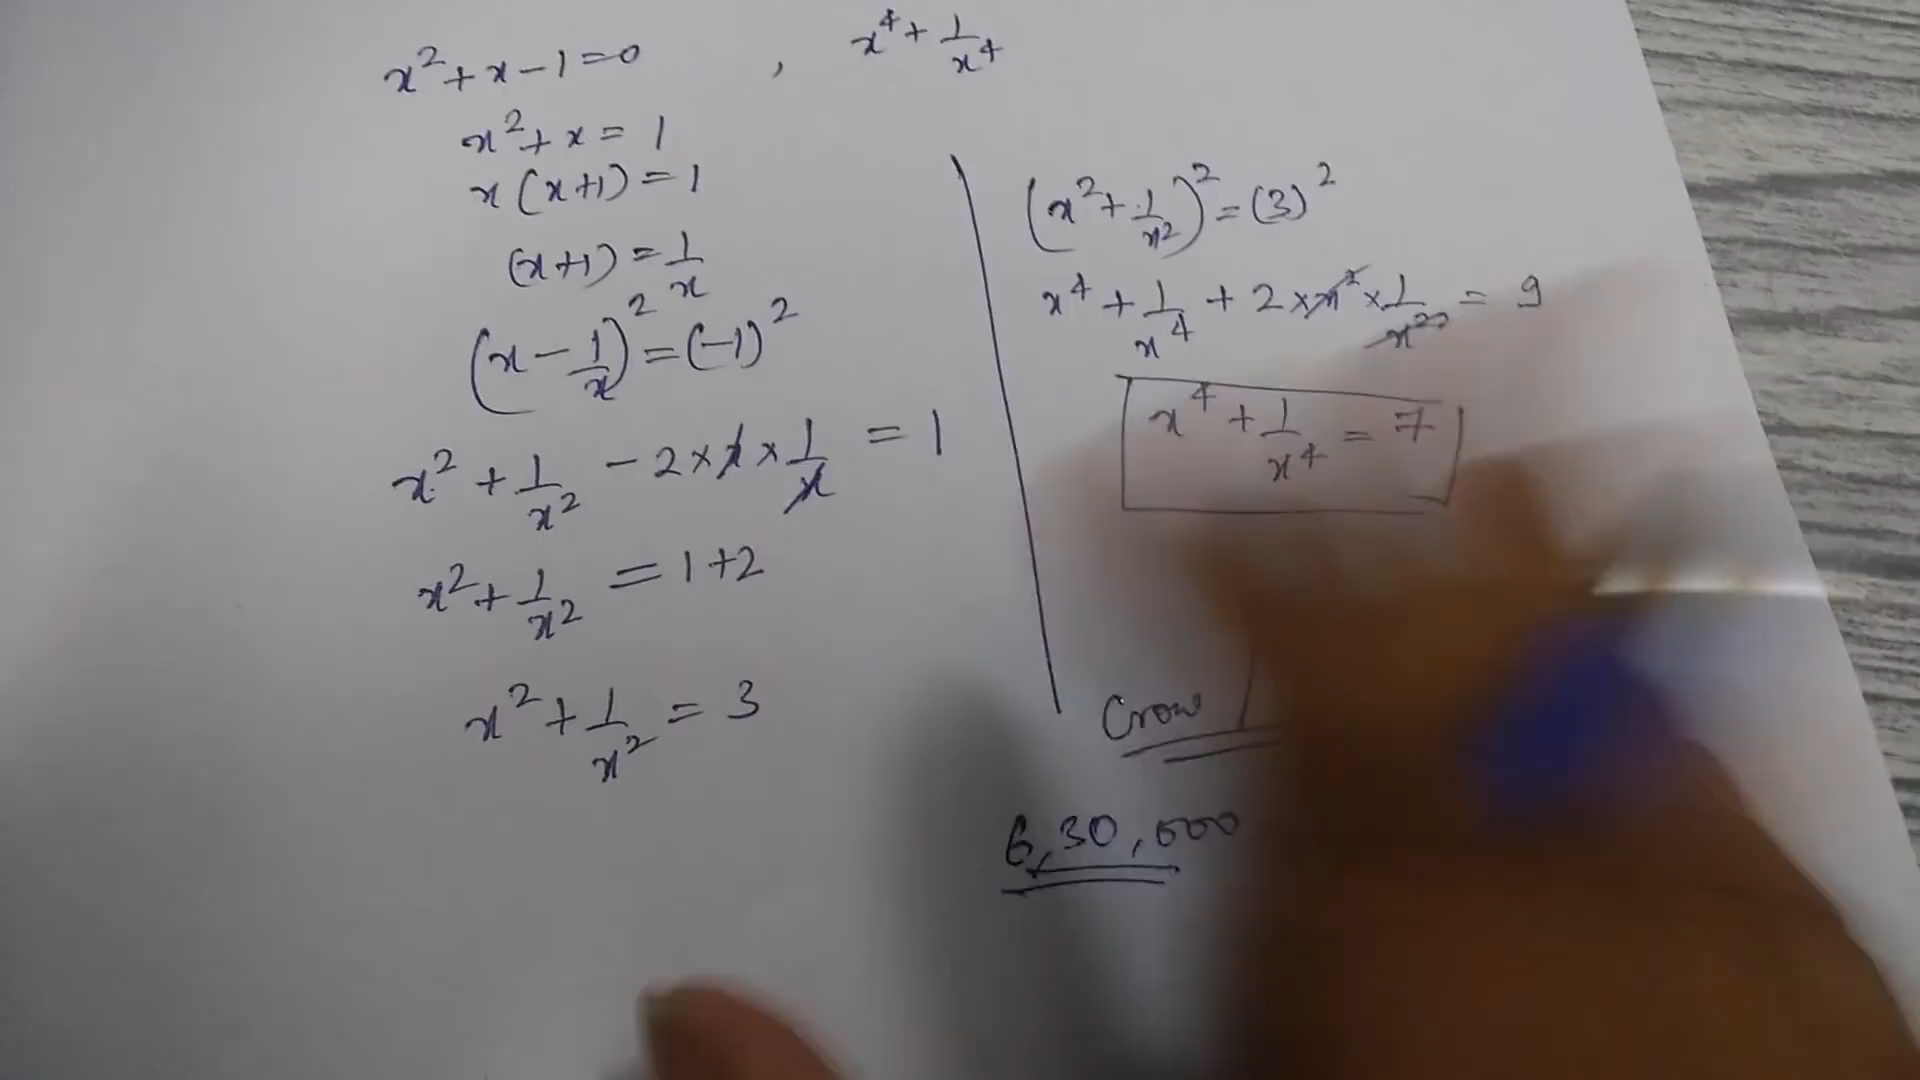 x² + x - 1 = 0 , x⁴ + 1/x⁴
x² + x = 1
x (x+1) = 1
(x+1) = 1/x
(x - 1/x)² = (-1)²
x² + 1/x² - 2 × x × 1/x = 1
x² + 1/x² = 1+2
x² + 1/x² = 3
(x² + 1/x²)² = (3)²
x⁴ + 1/x⁴ + 2 × x² × 1/x² = 9
x⁴ + 1/x⁴ = 7
6,30,000